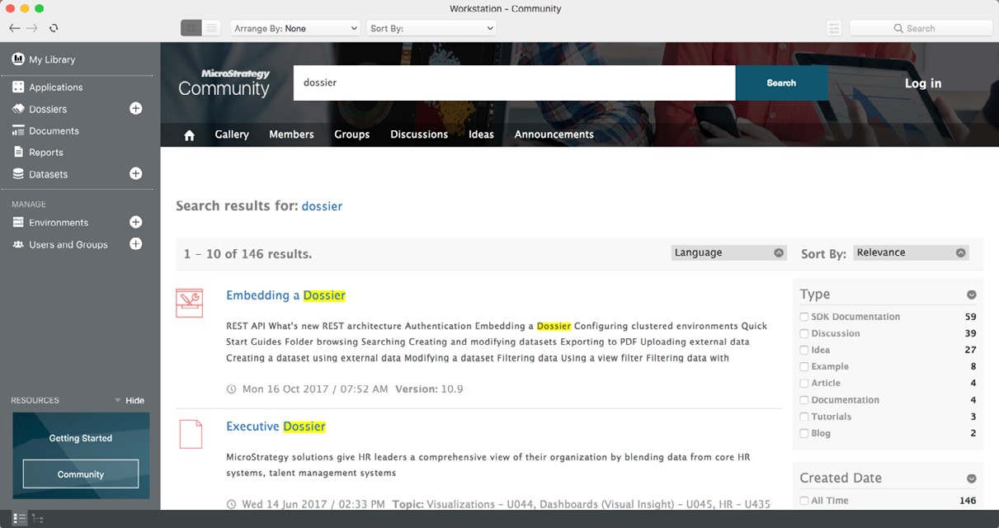 Workstation - Community
Arrange By: None
Sort By:
Search
My Library
Applications
Dossiers
Documents
Reports
Datasets
MANAGE
Environments
Users and Groups
RESOURCES
Hide
Getting Started
Community
MicroStrategy
Community
dossier
Search
Log in
Gallery Members Groups Discussions Ideas Announcements
Search results for: dossier
1 - 10 of 146 results.
Language
Sort By: Relevance
Embedding a Dossier
REST API What's new REST architecture Authentication Embedding a Dossier Configuring clustered environments Quick
Start Guides Folder browsing Searching Creating and modifying datasets Exporting to PDF Uploading external data
Creating a dataset using external data Modifying a dataset Filtering data Using a view filter Filtering data with
Mon 16 Oct 2017 / 07:52 AM Version: 10.9
Executive Dossier
MicroStrategy solutions give HR leaders a comprehensive view of their organization by blending data from core HR
systems, talent management systems
Wed 14 Jun 2017 / 02:33 PM Topic: Visualizations - U044, Dashboards (Visual Insight) - U045, HR - U435
Type
SDK Documentation 59
Discussion 39
Idea 27
Example 8
Article 4
Documentation 4
Tutorials 3
Blog 2
Created Date
All Time 146